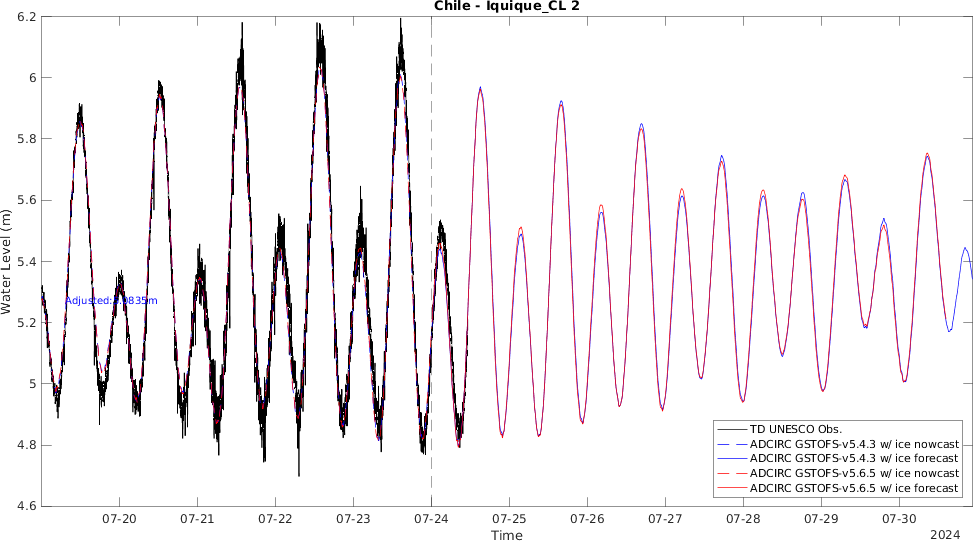 Chile - Iquique_CL 2
6.2
6
5.8
5.6
5.4
5.2
5
4.8
4.6
Water Level (m)
07-20 07-21 07-22 07-23 07-24 07-25 07-26 07-27 07-28 07-29 07-30
Time
2024
TD UNESCO Obs.
ADCIRC GSTOFS-v5.4.3 w/ ice nowcast
ADCIRC GSTOFS-v5.4.3 w/ ice forecast
ADCIRC GSTOFS-v5.6.5 w/ ice nowcast
ADCIRC GSTOFS-v5.6.5 w/ ice forecast